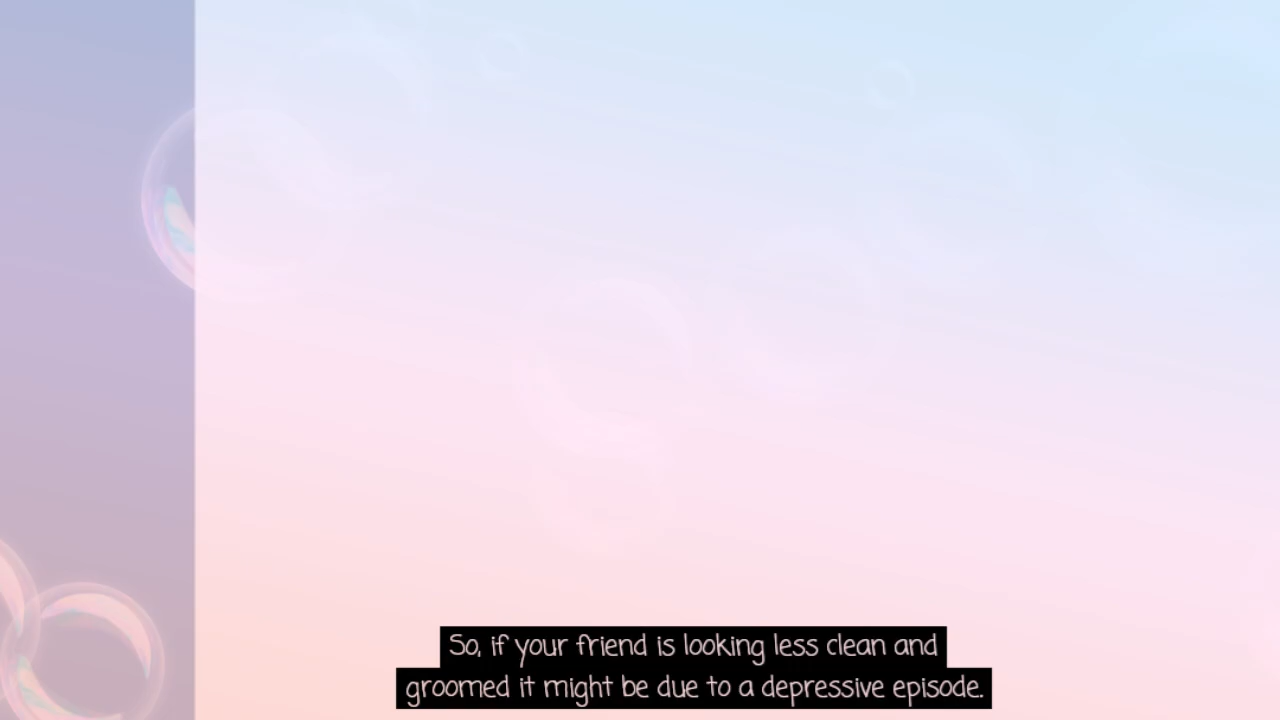 So, if your friend is looking less clean and
groomed it might be due to a depressive episode.